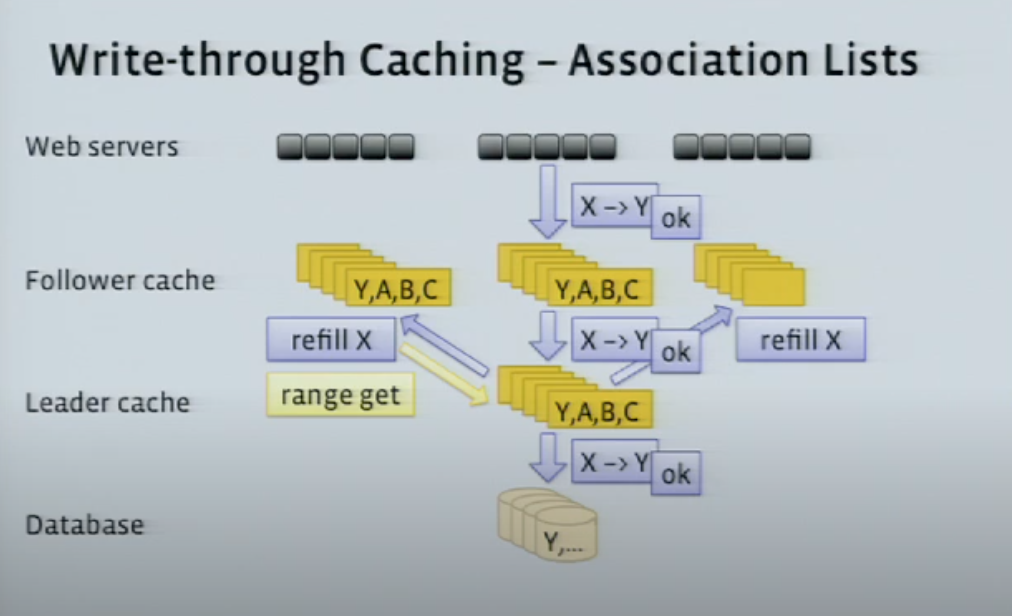 Write-through Caching – Association Lists
Web servers
X –> Y
ok
Follower cache
Y,A,B,C
Y,A,B,C
refill X
X –> Y
ok
refill X
range get
Leader cache
Y,A,B,C
X –> Y
ok
Database
Y,...